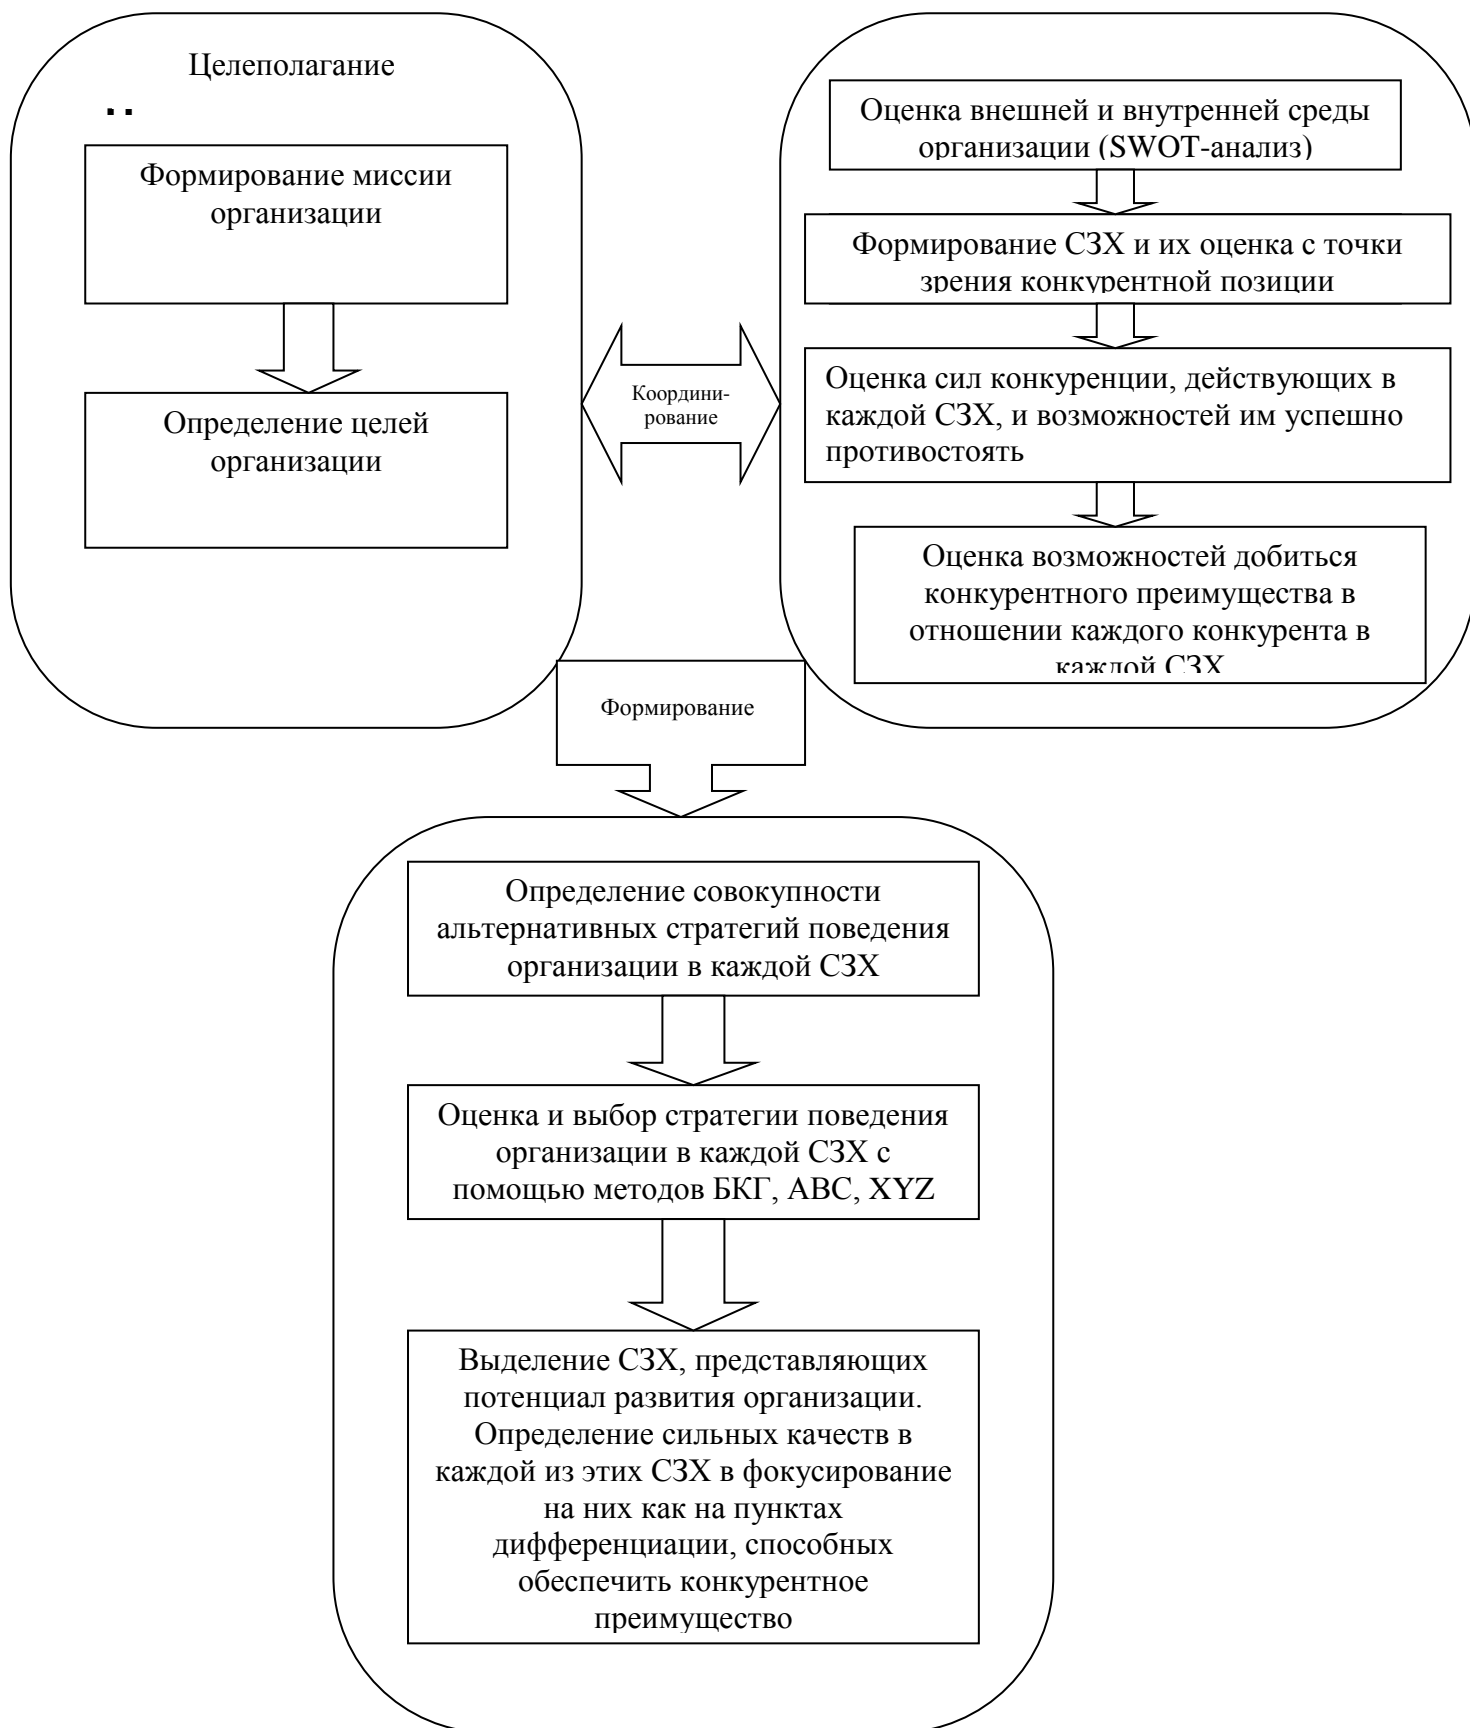 Целеполагание
Формирование миссии
организации
Определение целей
организации
Координи-
рование
Оценка внешней и внутренней среды
организации (SWOT-анализ)
Формирование СЗХ и их оценка с точки
зрения конкурентной позиции
Оценка сил конкуренции, действующих в
каждой СЗХ, и возможностей им успешно
противостоять
Оценка возможностей добиться
конкурентного преимущества в
отношении каждого конкурента в
каждой СЗХ
Формирование
Определение совокупности
альтернативных стратегий поведения
организации в каждой СЗХ
Оценка и выбор стратегии поведения
организации в каждой СЗХ с
помощью методов БКГ, АВС, XYZ
Выделение СЗХ, представляющих
потенциал развития организации.
Определение сильных качеств в
каждой из этих СЗХ в фокусирование
на них как на пунктах
дифференциации, способных
обеспечить конкурентное
преимущество